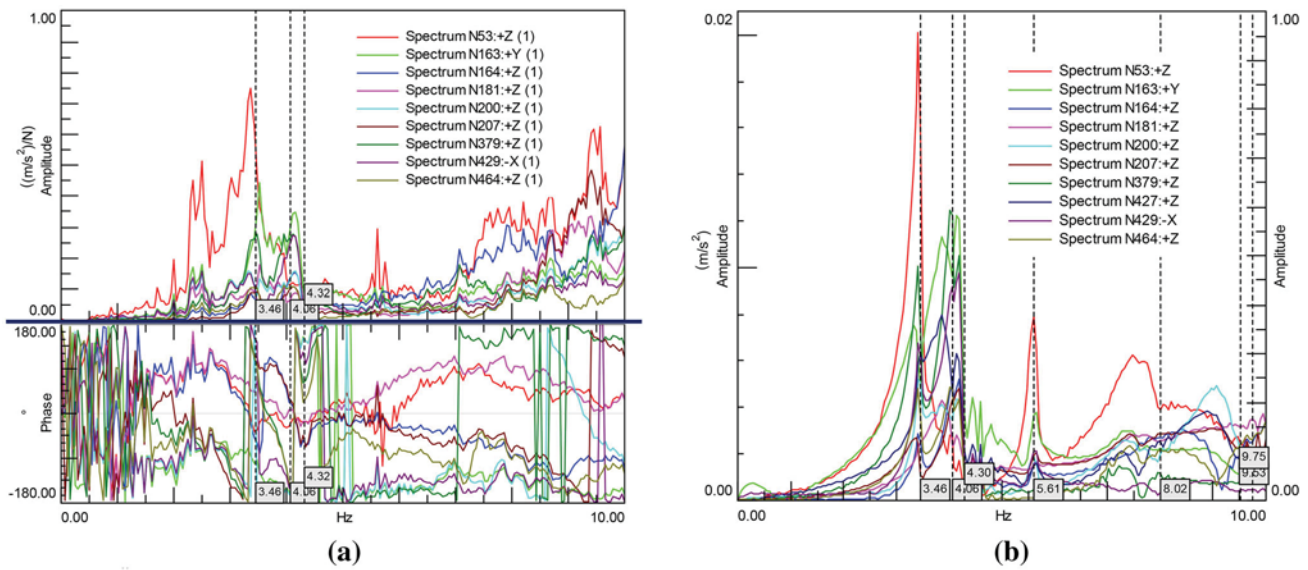 1.00
((m/s²)/N)
Amplitude
0.00
Spectrum N53:+Z (1)
Spectrum N163:+Y (1)
Spectrum N164:+Z (1)
Spectrum N181:+Z (1)
Spectrum N200:+Z (1)
Spectrum N207:+Z (1)
Spectrum N379:+Z (1)
Spectrum N429:-X (1)
Spectrum N464:+Z (1)
4.32
3.46 4.06
180.00
°
Phase
-180.00
4.32
3.46 4.06
0.00 Hz 10.00
(a)
0.02 1.00
(m/s²)
Amplitude
Amplitude
Spectrum N53:+Z
Spectrum N163:+Y
Spectrum N164:+Z
Spectrum N181:+Z
Spectrum N200:+Z
Spectrum N207:+Z
Spectrum N379:+Z
Spectrum N427:+Z
Spectrum N429:-X
Spectrum N464:+Z
9.75
4.30 9.53
3.46 4.06 5.61 8.02
0.00 0.00
0.00 Hz 10.00
(b)